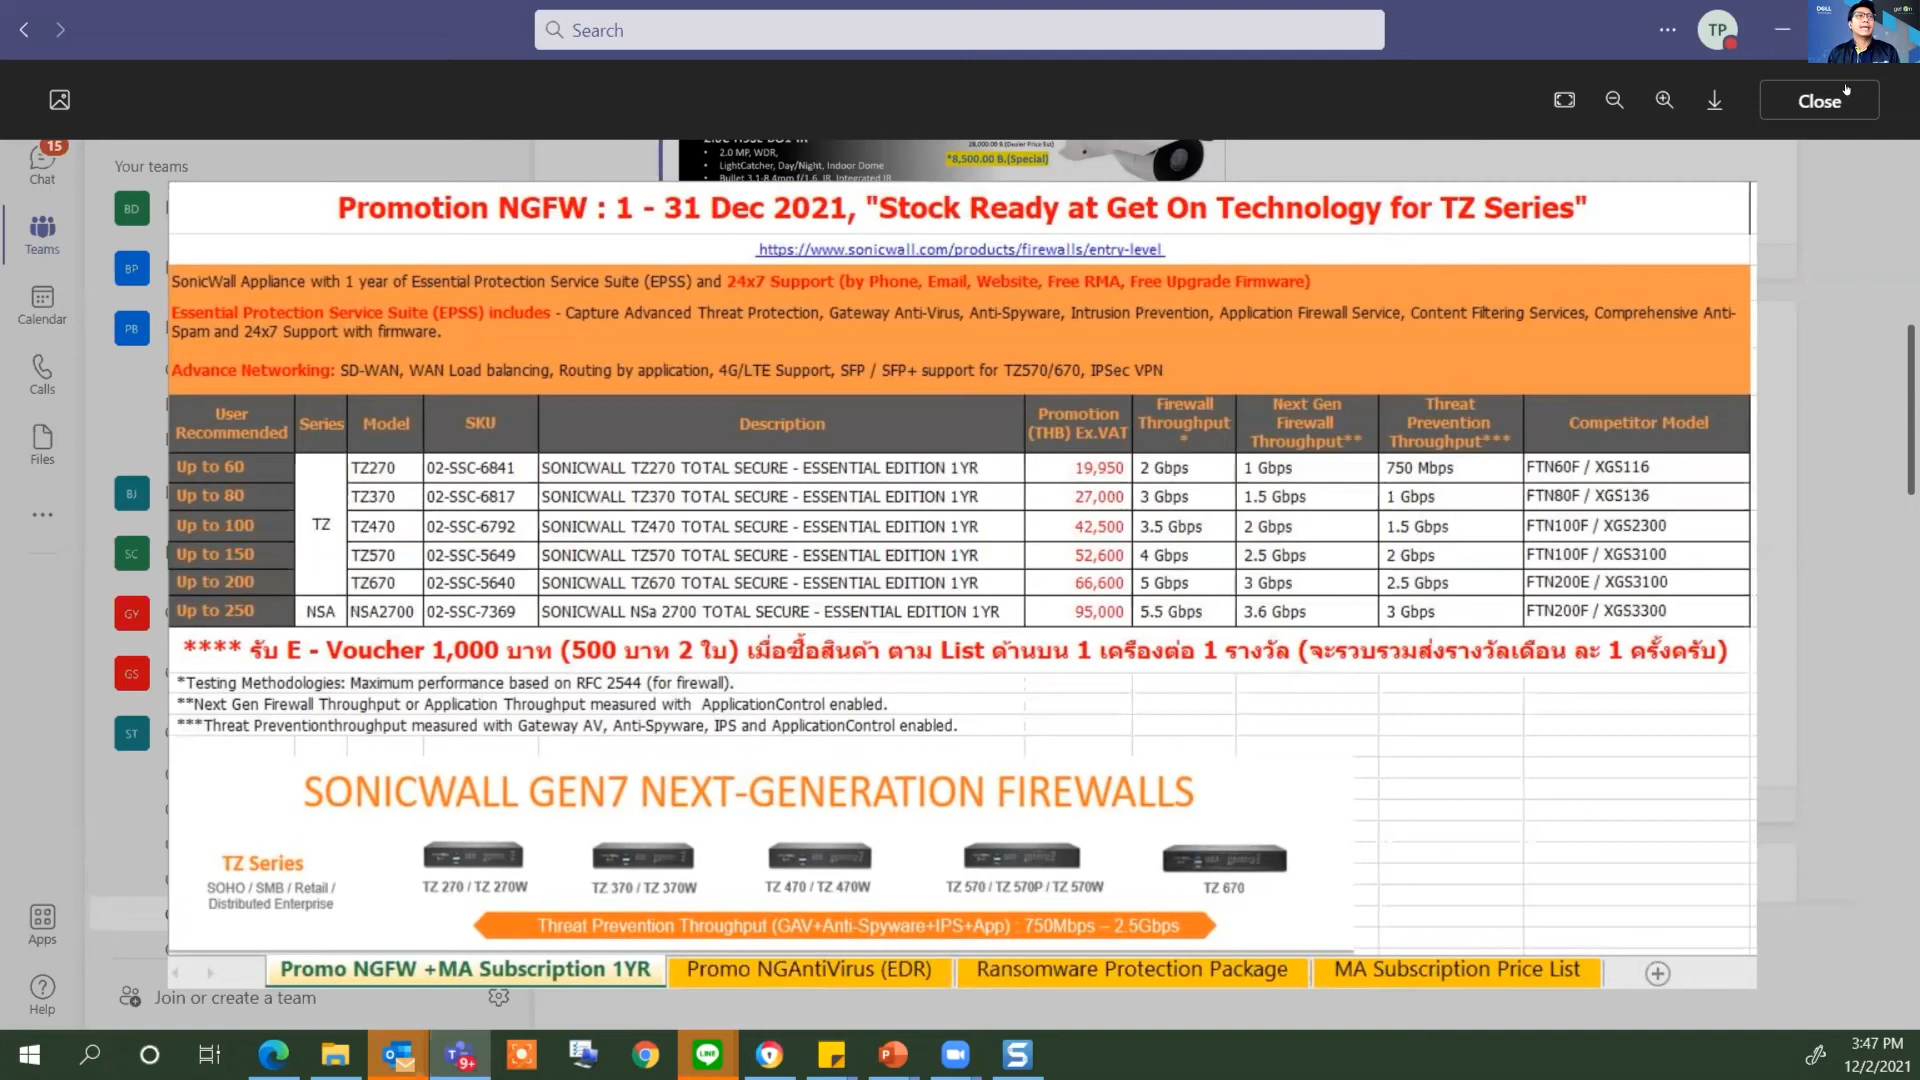 Search
TP
DELL
Close
15
Chat
Your teams
• 2.0 MP, WDR,
• LightCatcher, Day/Night, Indoor Dome
28,000.00 B.(Dealer Price list)
*8,500.00 B.(Special)
BD
Teams
BP
Calendar
PB
Calls
Files
BJ
SC
GY
GS
ST
Apps
Help
Join or create a team
Promotion NGFW : 1 - 31 Dec 2021, "Stock Ready at Get On Technology for TZ Series"
https://www.sonicwall.com/products/firewalls/entry-level
SonicWall Appliance with 1 year of Essential Protection Service Suite (EPSS) and 24x7 Support (by Phone, Email, Website, Free RMA, Free Upgrade Firmware)
Essential Protection Service Suite (EPSS) includes - Capture Advanced Threat Protection, Gateway Anti-Virus, Anti-Spyware, Intrusion Prevention, Application Firewall Service, Content Filtering Services, Comprehensive Anti-
Spam and 24x7 Support with firmware.
Advance Networking: SD-WAN, WAN Load balancing, Routing by application, 4G/LTE Support, SFP / SFP+ support for TZ570/670, IPSec VPN
User Recommended Series Model SKU Description Promotion (THB) Ex.VAT Firewall Throughput * Next Gen Firewall Throughput** Threat Prevention Throughput*** Competitor Model
Up to 60 TZ270 02-SSC-6841 SONICWALL TZ270 TOTAL SECURE - ESSENTIAL EDITION 1YR 19,950 2 Gbps 1 Gbps 750 Mbps FTN60F / XGS116
Up to 80 TZ370 02-SSC-6817 SONICWALL TZ370 TOTAL SECURE - ESSENTIAL EDITION 1YR 27,000 3 Gbps 1.5 Gbps 1 Gbps FTN80F / XGS136
Up to 100 TZ TZ470 02-SSC-6792 SONICWALL TZ470 TOTAL SECURE - ESSENTIAL EDITION 1YR 42,500 3.5 Gbps 2 Gbps 1.5 Gbps FTN100F / XGS2300
Up to 150 TZ570 02-SSC-5649 SONICWALL TZ570 TOTAL SECURE - ESSENTIAL EDITION 1YR 52,600 4 Gbps 2.5 Gbps 2 Gbps FTN100F / XGS3100
Up to 200 TZ670 02-SSC-5640 SONICWALL TZ670 TOTAL SECURE - ESSENTIAL EDITION 1YR 66,600 5 Gbps 3 Gbps 2.5 Gbps FTN200E / XGS3100
Up to 250 NSA NSA2700 02-SSC-7369 SONICWALL NSa 2700 TOTAL SECURE - ESSENTIAL EDITION 1YR 95,000 5.5 Gbps 3.6 Gbps 3 Gbps FTN200F / XGS3300
**** รับ E - Voucher 1,000 บาท (500 บาท 2 ใบ) เมื่อซื้อสินค้า ตาม List ด้านบน 1 เครื่องต่อ 1 รางวัล (จะรวบรวมส่งรางวัลเดือน ละ 1 ครั้งครับ)
*Testing Methodologies: Maximum performance based on RFC 2544 (for firewall).
**Next Gen Firewall Throughput or Application Throughput measured with ApplicationControl enabled.
***Threat Preventionthroughput measured with Gateway AV, Anti-Spyware, IPS and ApplicationControl enabled.
SONICWALL GEN7 NEXT-GENERATION FIREWALLS
TZ Series
SOHO / SMB / Retail /
Distributed Enterprise
TZ 270 / TZ 270W TZ 370 / TZ 370W TZ 470 / TZ 470W TZ 570 / TZ 570P / TZ 570W TZ 670
Threat Prevention Throughput (GAV+Anti-Spyware+IPS+App) : 750Mbps – 2.5Gbps
Promo NGFW +MA Subscription 1YR Promo NGAntiVirus (EDR) Ransomware Protection Package MA Subscription Price List
9+
LINE
3:47 PM
12/2/2021